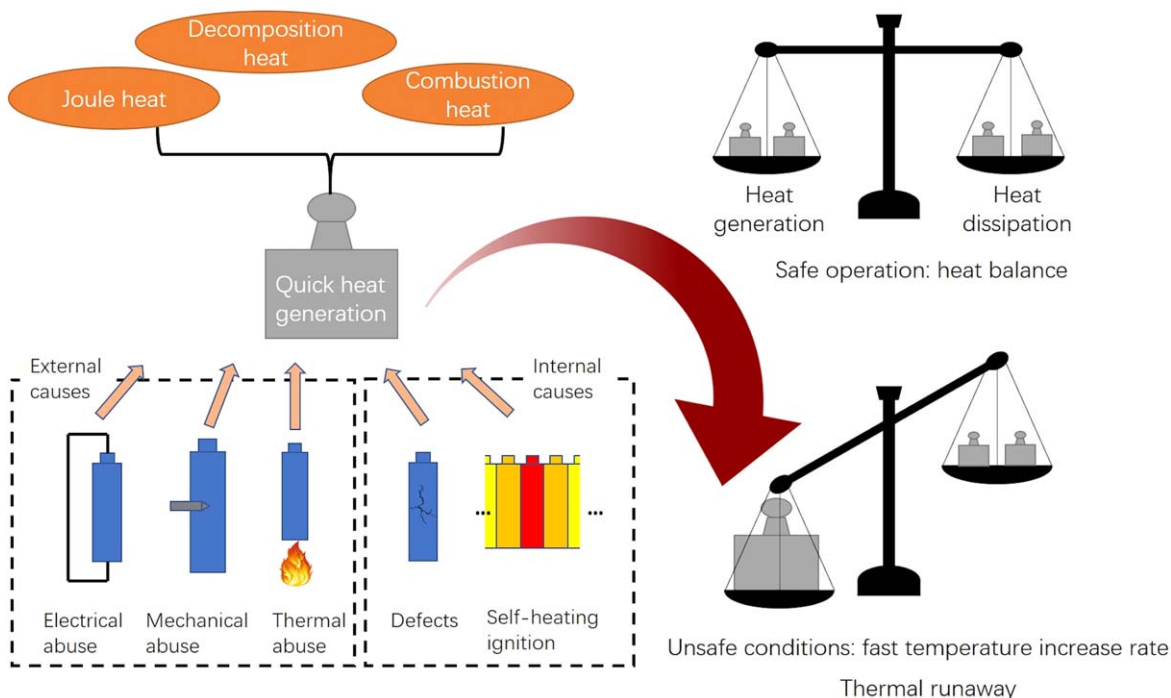 Decomposition
heat
Joule heat
Combustion
heat
Quick heat
generation
External
causes
Internal
causes
...
...
Electrical
abuse
Mechanical
abuse
Thermal
abuse
Defects
Self-heating
ignition
Heat
generation
Heat
dissipation
Safe operation: heat balance
Unsafe conditions: fast temperature increase rate
Thermal runaway